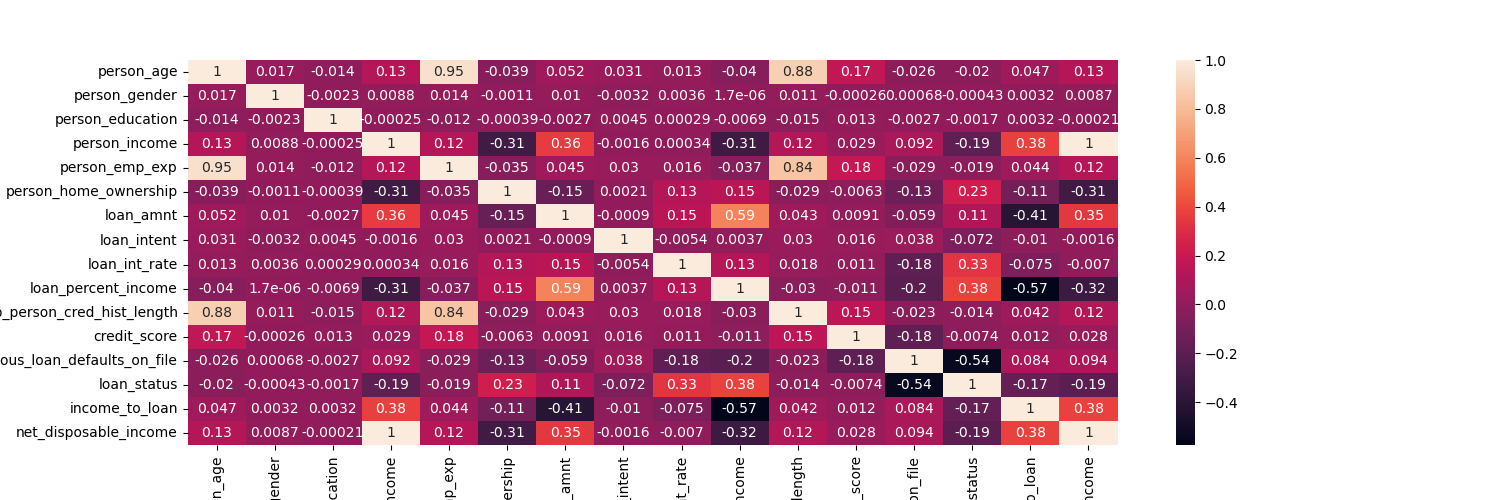 person_age 1 0.017 -0.014 0.13 0.95 -0.039 0.052 0.031 0.013 -0.04 0.88 0.17 -0.026 -0.02 0.047 0.13 1.0
person_gender 0.017 1 -0.0023 0.0088 0.014 -0.0011 0.01 -0.0032 0.0036 1.7e-06 0.011 -0.00026 0.00068 -0.00043 0.0032 0.0087
person_education -0.014 -0.0023 1 -0.00025 -0.012 -0.00039 -0.0027 0.0045 0.00029 -0.0069 -0.015 0.013 -0.0027 -0.0017 0.0032 -0.00021 0.8
person_income 0.13 0.0088 -0.00025 1 0.12 -0.31 0.36 -0.0016 0.00034 -0.31 0.12 0.029 0.092 -0.19 0.38 1
person_emp_exp 0.95 0.014 -0.012 0.12 1 -0.035 0.045 0.03 0.016 -0.037 0.84 0.18 -0.029 -0.019 0.044 0.12 0.6
person_home_ownership -0.039 -0.0011 -0.00039 -0.31 -0.035 1 -0.15 0.0021 0.13 0.15 -0.029 -0.0063 -0.13 0.23 -0.11 -0.31
loan_amnt 0.052 0.01 -0.0027 0.36 0.045 -0.15 1 -0.0009 0.15 0.59 0.043 0.0091 -0.059 0.11 -0.41 0.35 0.4
loan_intent 0.031 -0.0032 0.0045 -0.0016 0.03 0.0021 -0.0009 1 -0.0054 0.0037 0.03 0.016 0.038 -0.072 -0.01 -0.0016
loan_int_rate 0.013 0.0036 0.00029 0.00034 0.016 0.13 0.15 -0.0054 1 0.13 0.018 0.011 -0.18 0.33 -0.075 -0.007 0.2
loan_percent_income -0.04 1.7e-06 -0.0069 -0.31 -0.037 0.15 0.59 0.0037 0.13 1 -0.03 -0.011 -0.2 0.38 -0.57 -0.32
_person_cred_hist_length 0.88 0.011 -0.015 0.12 0.84 -0.029 0.043 0.03 0.018 -0.03 1 0.15 -0.023 -0.014 0.042 0.12 0.0
credit_score 0.17 -0.00026 0.013 0.029 0.18 -0.0063 0.0091 0.016 0.011 -0.011 0.15 1 -0.18 -0.0074 0.012 0.028
ous_loan_defaults_on_file -0.026 0.00068 -0.0027 0.092 -0.029 -0.13 -0.059 0.038 -0.18 -0.2 -0.023 -0.18 1 -0.54 0.084 0.094 −0.2
loan_status -0.02 -0.00043 -0.0017 -0.19 -0.019 0.23 0.11 -0.072 0.33 0.38 -0.014 -0.0074 -0.54 1 -0.17 -0.19
income_to_loan 0.047 0.0032 0.0032 0.38 0.044 -0.11 -0.41 -0.01 -0.075 -0.57 0.042 0.012 0.084 -0.17 1 0.38 −0.4
net_disposable_income 0.13 0.0087 -0.00021 1 0.12 -0.31 0.35 -0.0016 -0.007 -0.32 0.12 0.028 0.094 -0.19 0.38 1
n_age
gender
cation
ncome
p_exp
ership
_amnt
intent
t_rate
ncome
length
_score
on_file
status
o_loan
ncome